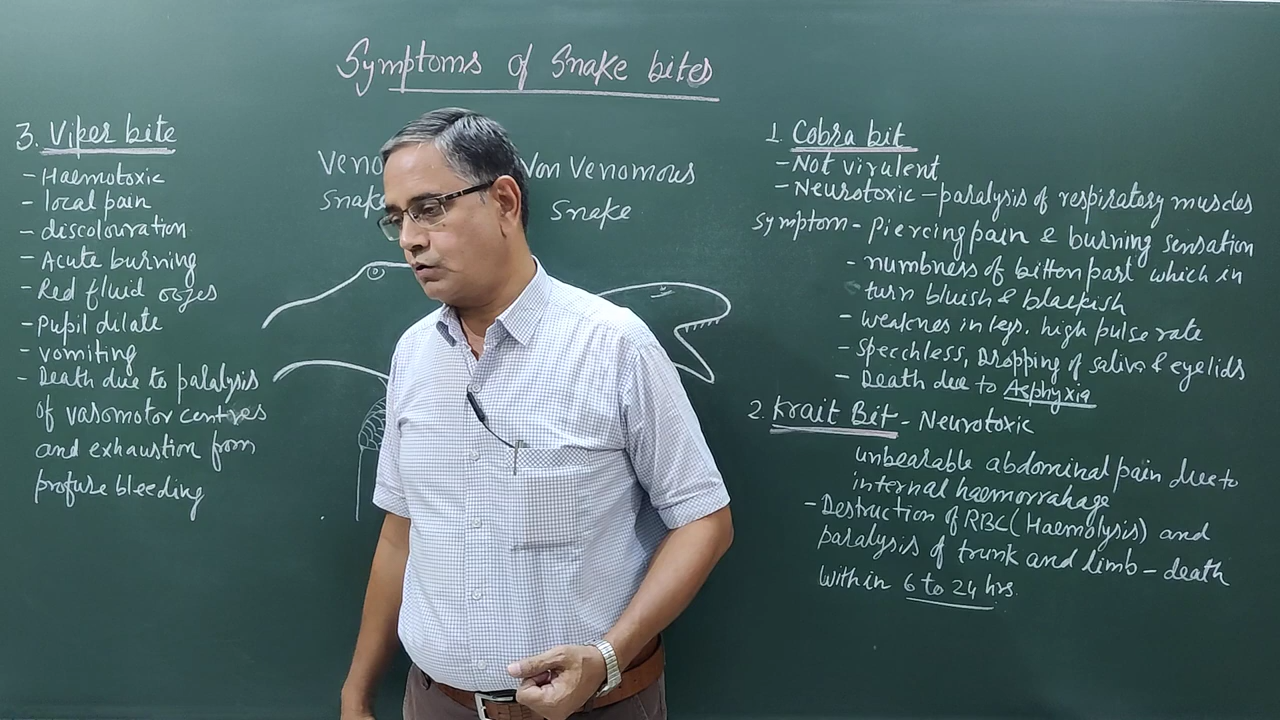 Symptoms of Snake bites
3. Viper bite
- Haemotoxic
- local pain
- discolouration
- Acute burning
- Red fluid oozes
- Pupil dilate
- vomiting
- Death due to paralysis
of vasomotor centres
and exhaustion from
profuse bleeding
Veno
Snake
Non Venomous
Snake
1. Cobra bit
- Not virulent
- Neurotoxic - paralysis of respiratory muscles
Symptom - Piercing pain & burning sensation
- numbness of bitten part which in
turn bluish & blackish
- weaknes in legs. high pulse rate
- Specchless, Dropping of saliva & eyelids
- Death due to Asphyxia
2. Krait Bit - Neurotoxic
unbearable abdominal pain due to
internal haemorrahage
- Destruction of RBC (Haemolysis) and
paralysis of trunk and limb - death
within 6 to 24 hrs.